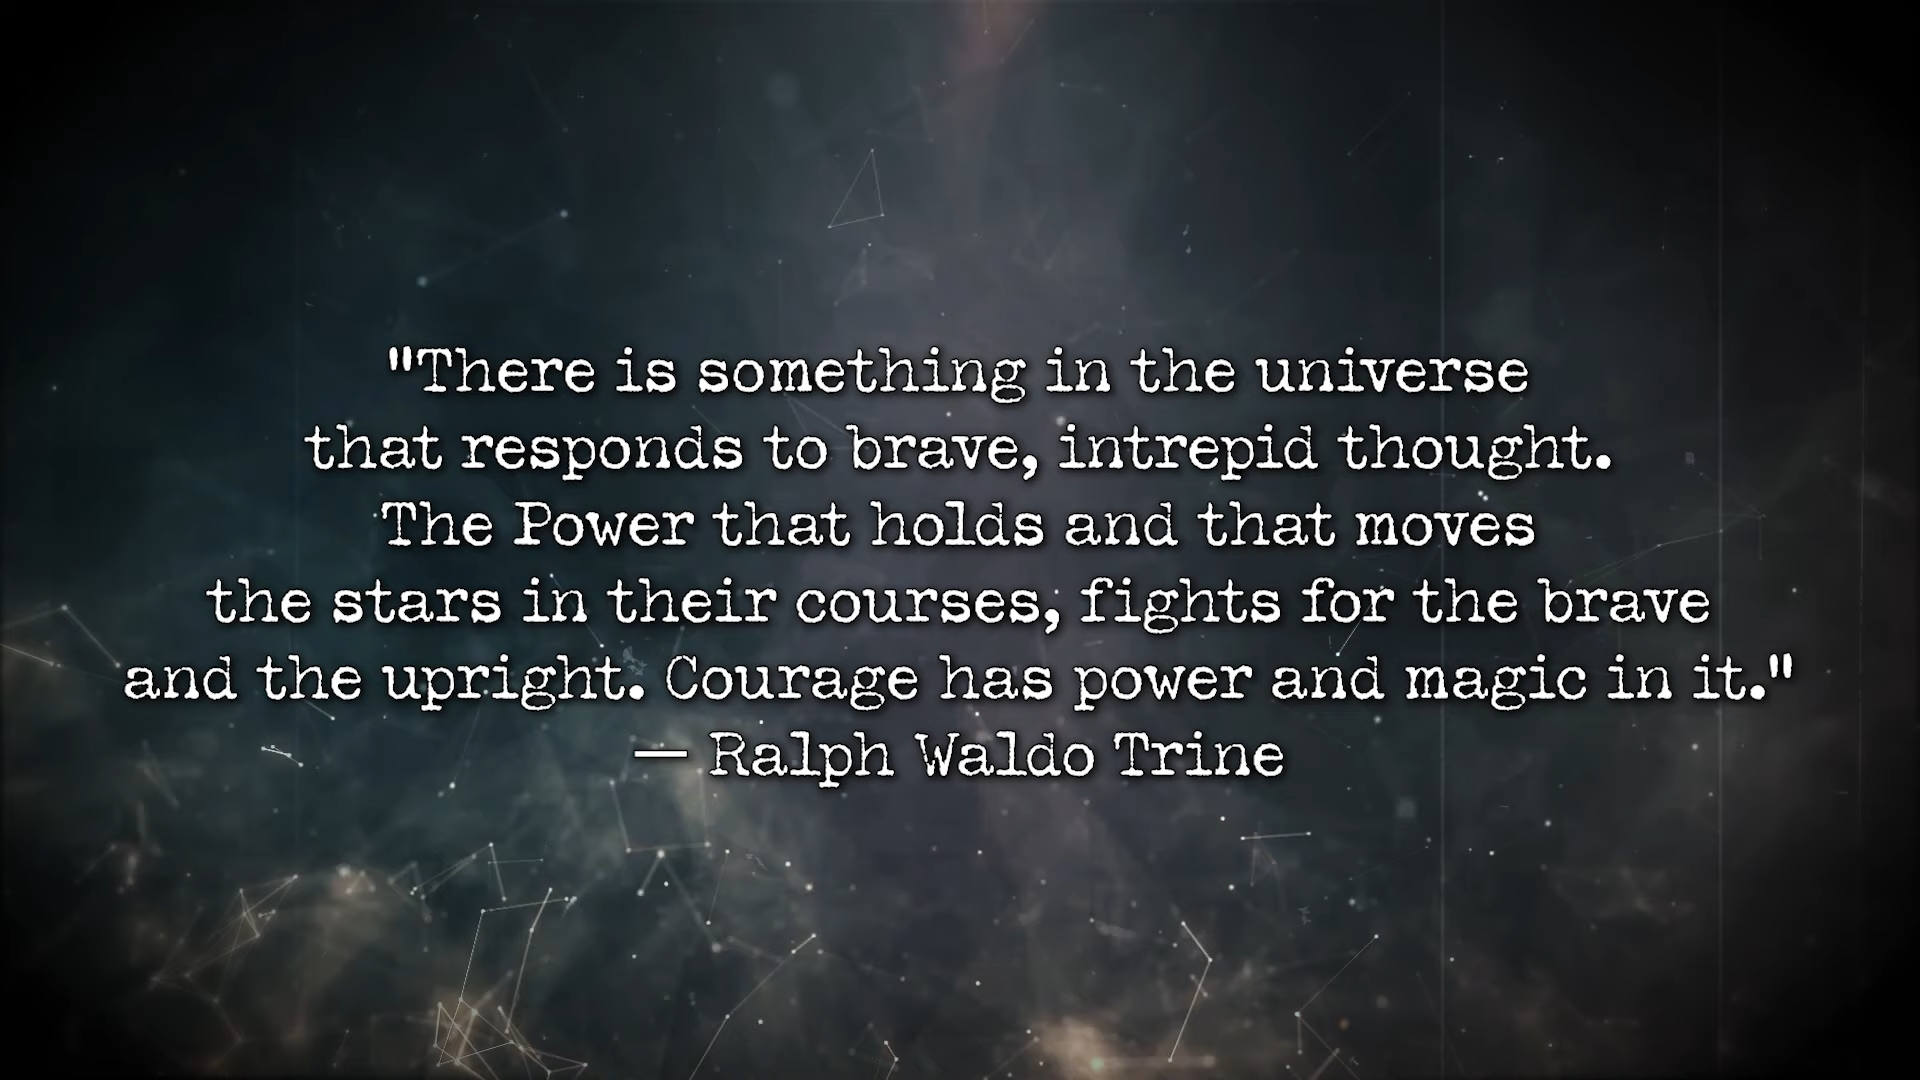 "There is something in the universe
that responds to brave, intrepid thought.
The Power that holds and that moves
the stars in their courses, fights for the brave
and the upright. Courage has power and magic in it."
— Ralph Waldo Trine